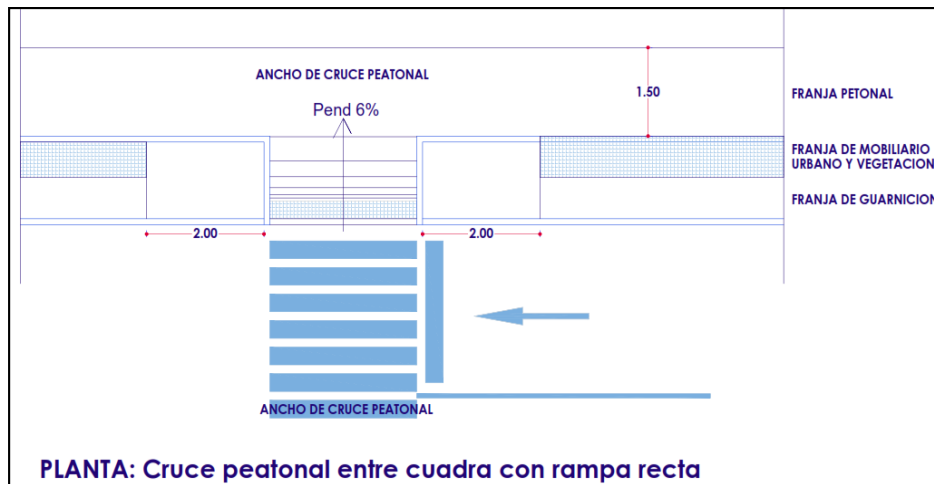 ANCHO DE CRUCE PEATONAL
Pend 6%
1.50
FRANJA PETONAL
FRANJA DE MOBILIARIO
URBANO Y VEGETACION
FRANJA DE GUARNICION
2.00
2.00
ANCHO DE CRUCE PEATONAL
PLANTA: Cruce peatonal entre cuadra con rampa recta